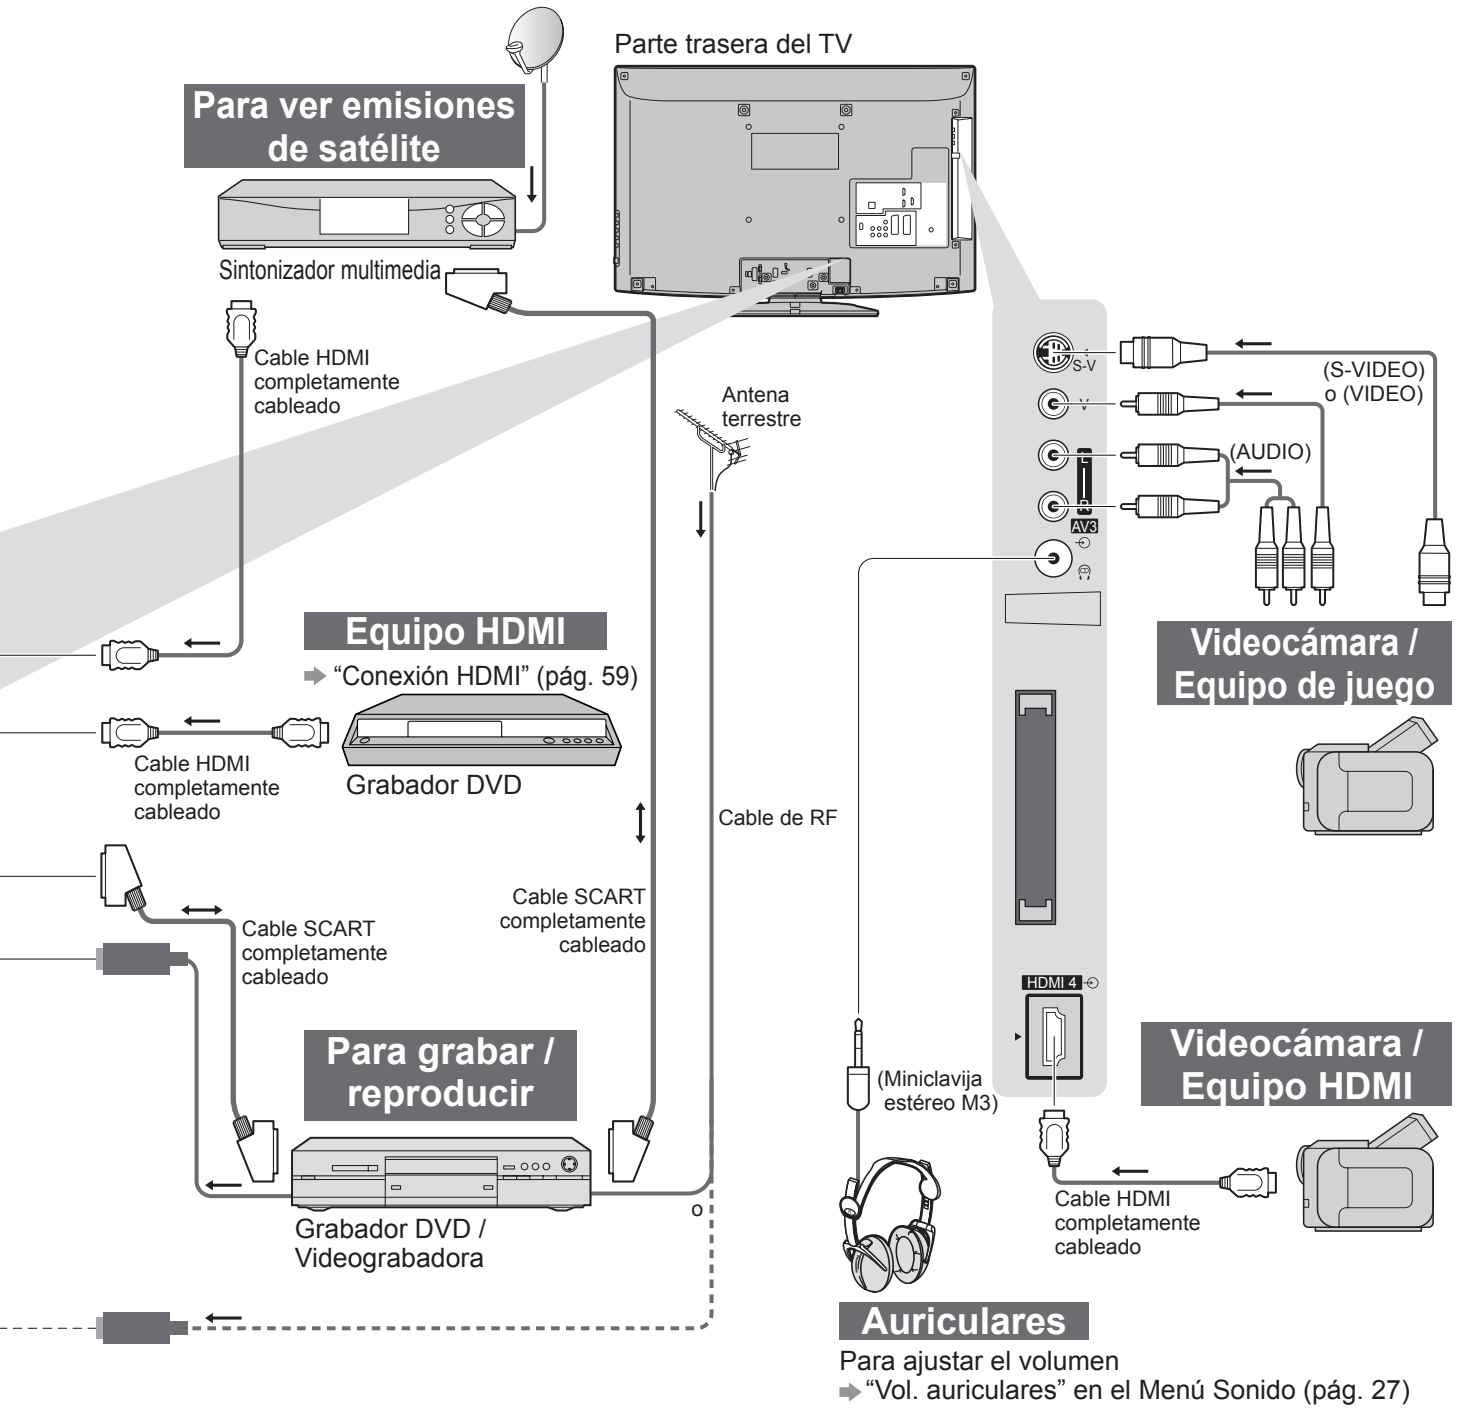 Parte trasera del TV
Para ver emisiones
de satélite
Sintonizador multimedia
Cable HDMI
completamente
cableado
Antena
terrestre
S-V
V
L
R
AV3
(S-VIDEO)
o (VIDEO)
(AUDIO)
Equipo HDMI
“Conexión HDMI” (pág. 59)
Videocámara /
Equipo de juego
Cable HDMI
completamente
cableado
Grabador DVD
Cable de RF
Cable SCART
completamente
cableado
Cable SCART
completamente
cableado
HDMI 4
Para grabar /
reproducir
Videocámara /
Equipo HDMI
(Miniclavija
estéreo M3)
Cable HDMI
completamente
cableado
o
Grabador DVD /
Videograbadora
Auriculares
Para ajustar el volumen
“Vol. auriculares” en el Menú Sonido (pág. 27)